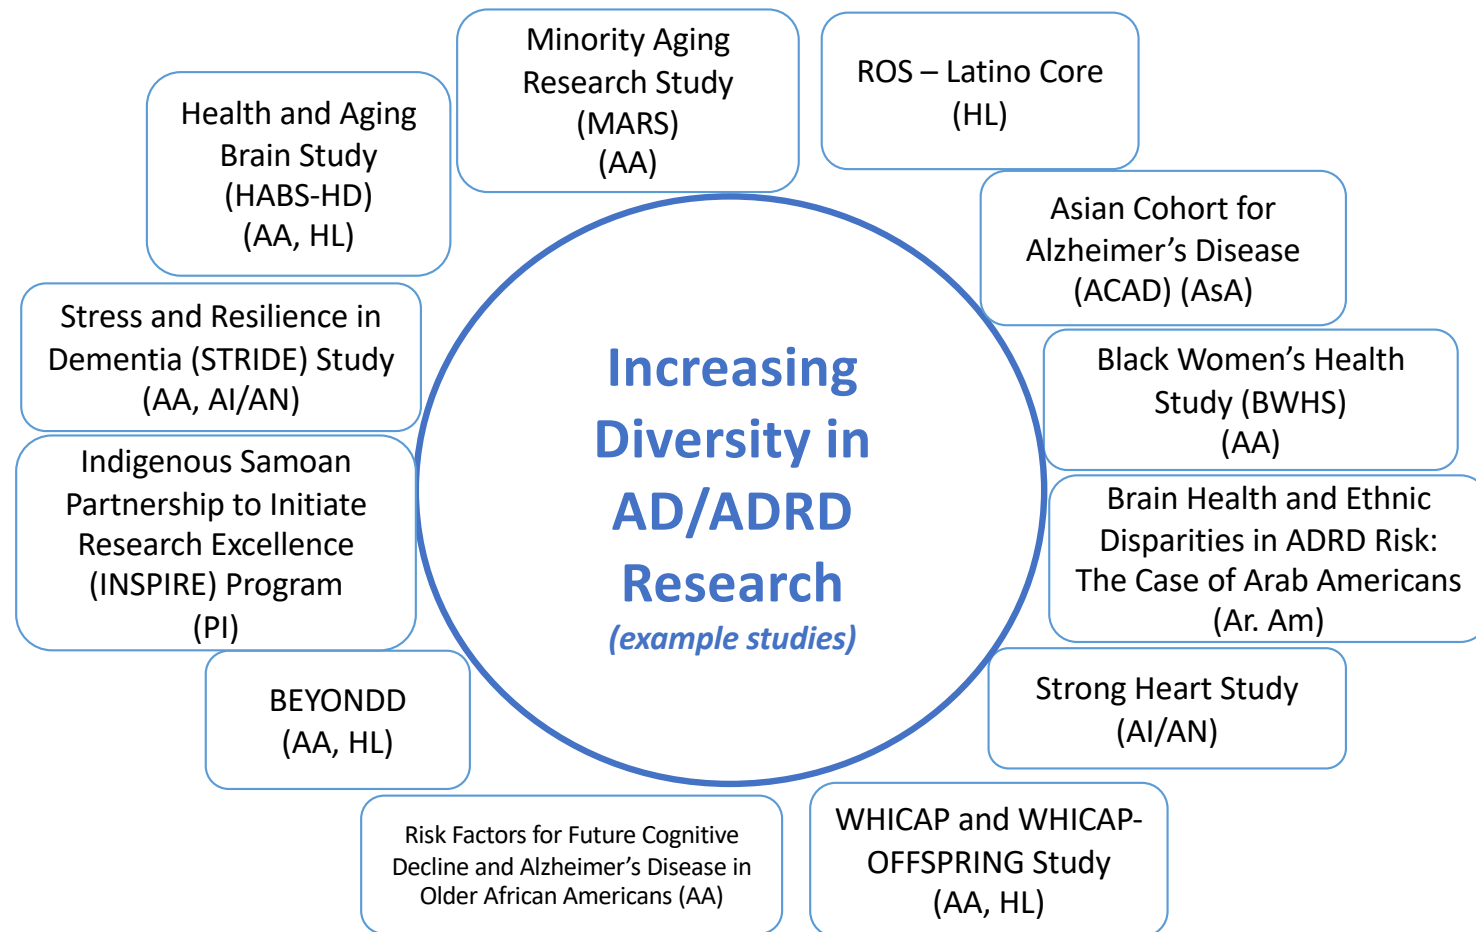 Minority Aging
Research Study
(MARS)
(AA)
ROS – Latino Core
(HL)
Health and Aging
Brain Study
(HABS-HD)
(AA, HL)
Asian Cohort for
Alzheimer’s Disease
(ACAD) (AsA)
Stress and Resilience in
Dementia (STRIDE) Study
(AA, AI/AN)
Black Women’s Health
Study (BWHS)
(AA)
Increasing
Diversity in
AD/ADRD
Research
(example studies)
Indigenous Samoan
Partnership to Initiate
Research Excellence
(INSPIRE) Program
(PI)
Brain Health and Ethnic
Disparities in ADRD Risk:
The Case of Arab Americans
(Ar. Am)
BEYONDD
(AA, HL)
Strong Heart Study
(AI/AN)
Risk Factors for Future Cognitive
Decline and Alzheimer’s Disease in
Older African Americans (AA)
WHICAP and WHICAP-
OFFSPRING Study
(AA, HL)